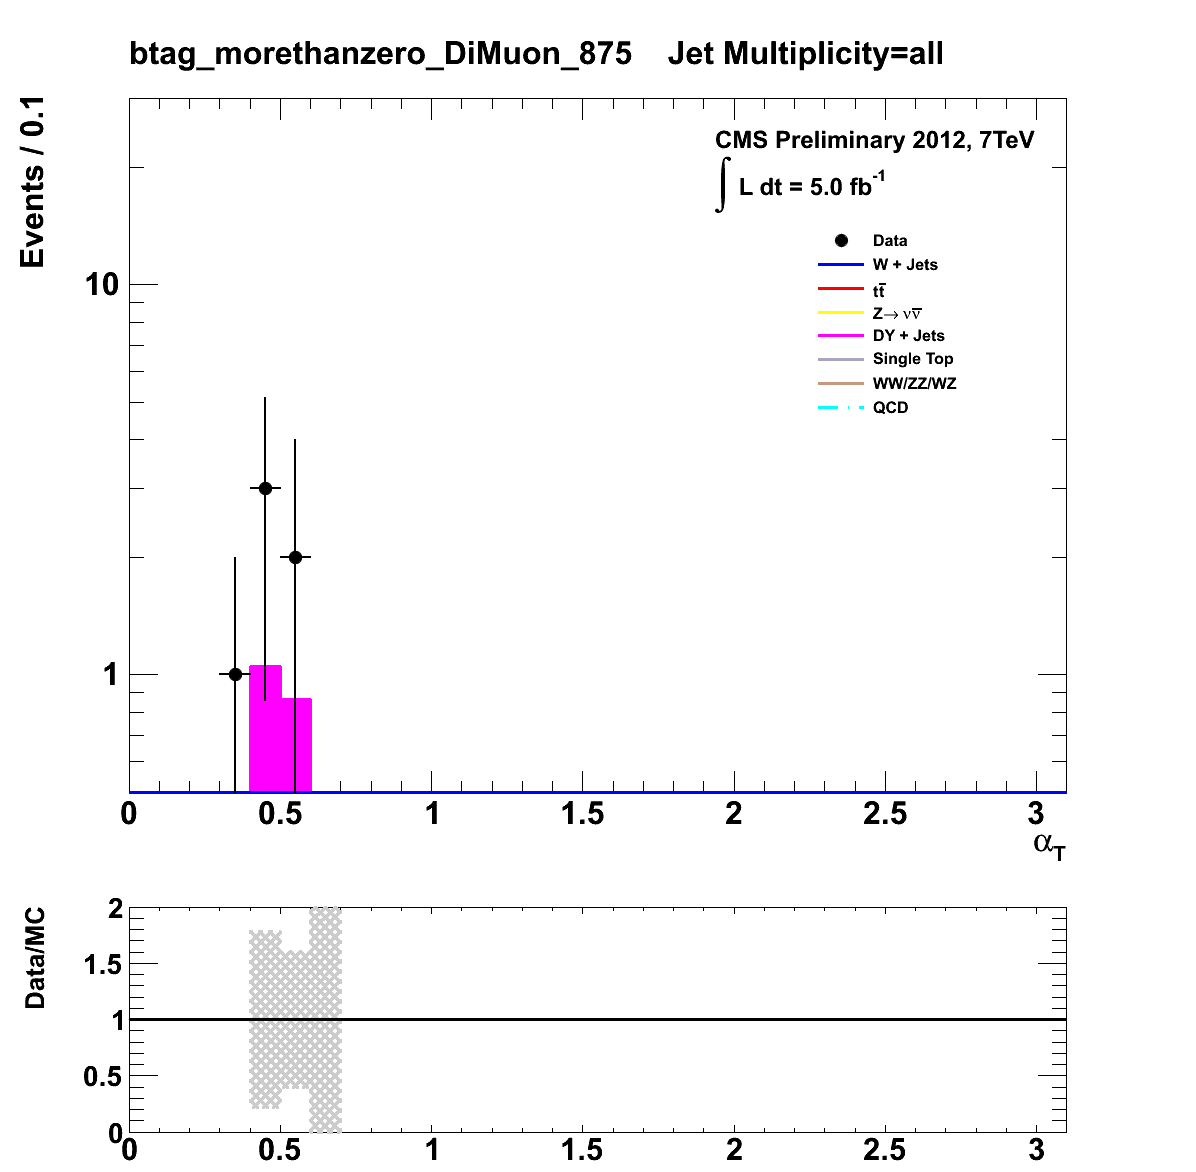 btag_morethanzero_DiMuon_875 Jet Multiplicity=all
Events / 0.1
CMS Preliminary 2012, 7TeV
∫ L dt = 5.0 fb⁻¹
Data
W + Jets
tt̅
Z→ νν̅
DY + Jets
Single Top
WW/ZZ/WZ
QCD
10
1
0 0.5 1 1.5 2 2.5 3
α_T
Data/MC
2
1.5
1
0.5
0
0 0.5 1 1.5 2 2.5 3